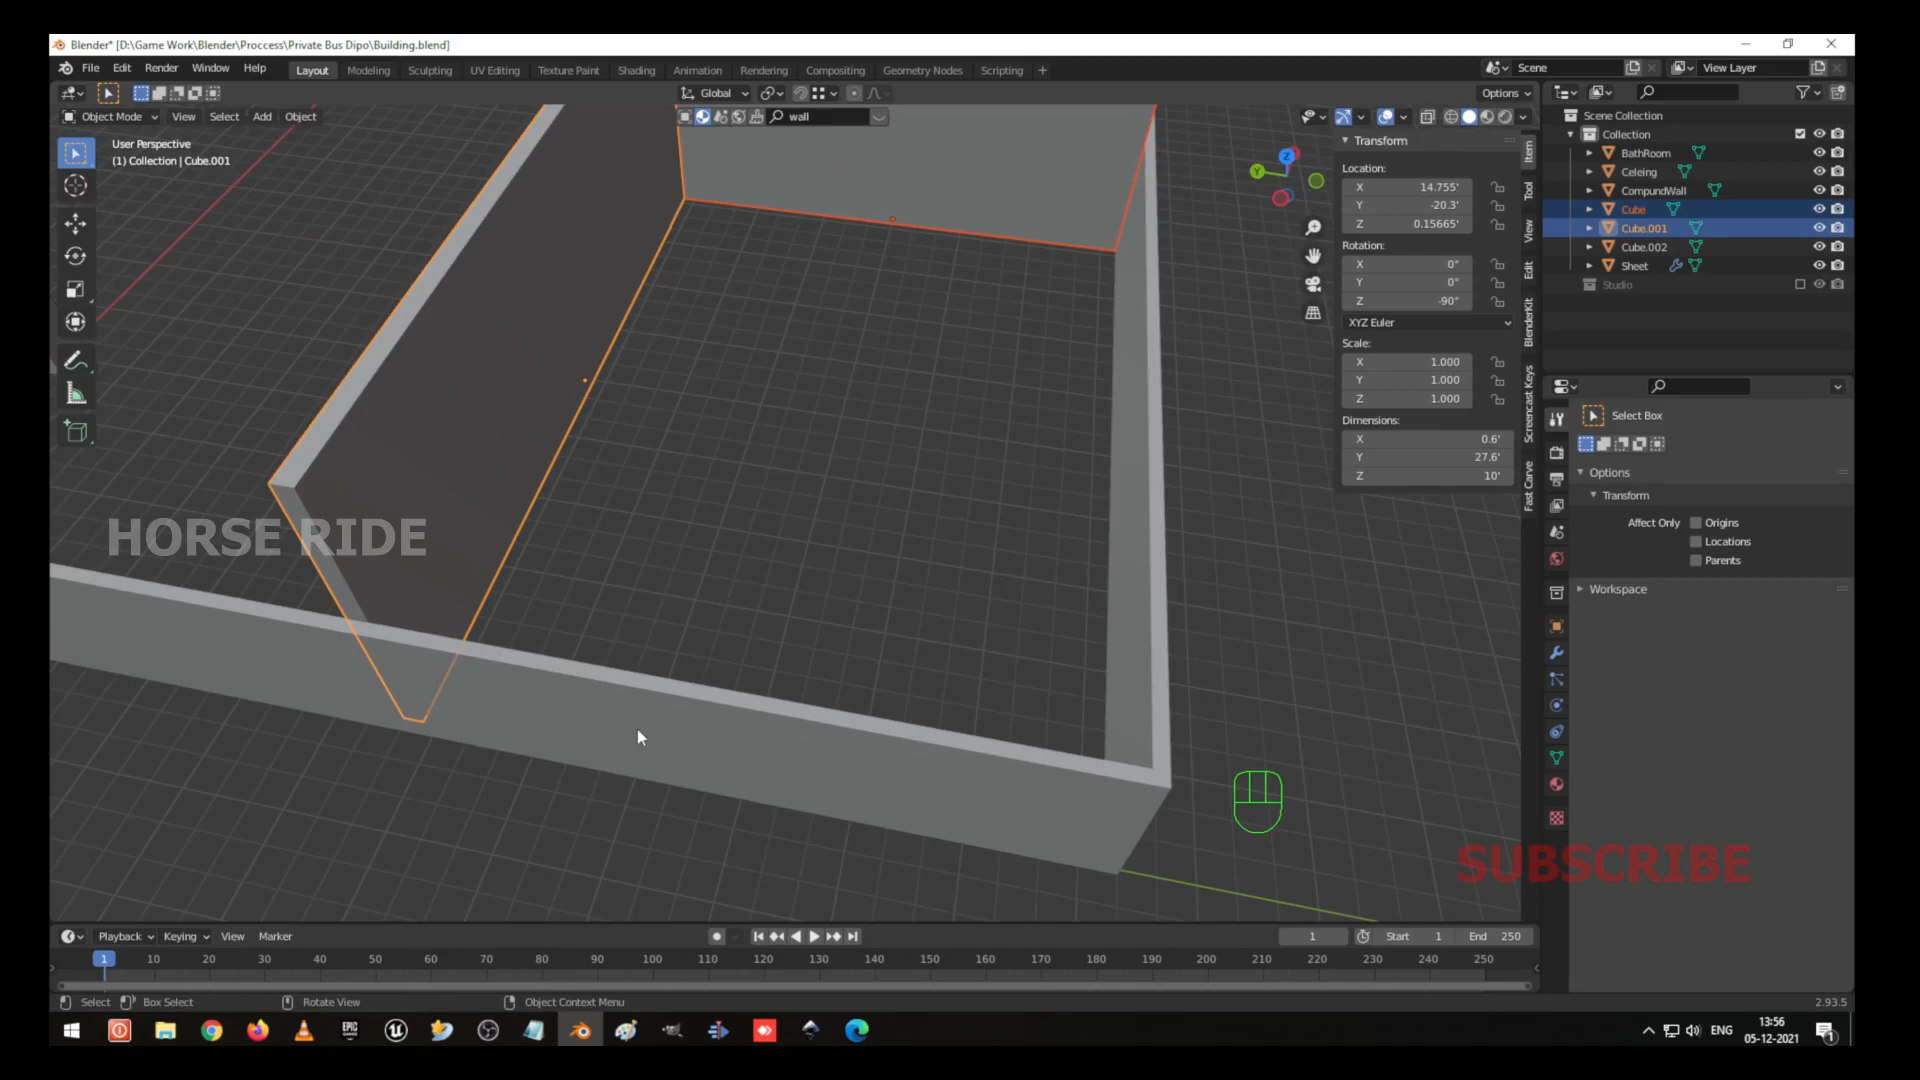 Blender* [D:\Game Work\Blender\Proccess\Private Bus Dipo\Building.blend]
File Edit Render Window Help
Layout Modeling Sculpting UV Editing Texture Paint Shading Animation Rendering Compositing Geometry Nodes Scripting +
Scene View Layer
Global Options
Object Mode View Select Add Object
wall
User Perspective
(1) Collection | Cube.001
Z
Y
Transform
Location:
X 14.755'
Y -20.3'
Z 0.15665'
Rotation:
X 0°
Y 0°
Z -90°
XYZ Euler
Scale:
X 1.000
Y 1.000
Z 1.000
Dimensions:
X 0.6'
Y 27.6'
Z 10'
Item
Tool
View
Edit
BlenderKit
Screencast Keys
Fast Carve
Scene Collection
Collection
BathRoom
Celeing
CompundWall
Cube
Cube.001
Cube.002
Sheet
Studio
Select Box
Options
Transform
Affect Only Origins
Locations
Parents
Workspace
HORSE RIDE
SUBSCRIBE
Playback Keying View Marker
1 Start 1 End 250
1 10 20 30 40 50 60 70 80 90 100 110 120 130 140 150 160 170 180 190 200 210 220 230 240 250
Select Box Select Rotate View Object Context Menu
2.93.5
EPIC
ENG
13:56
05-12-2021
1